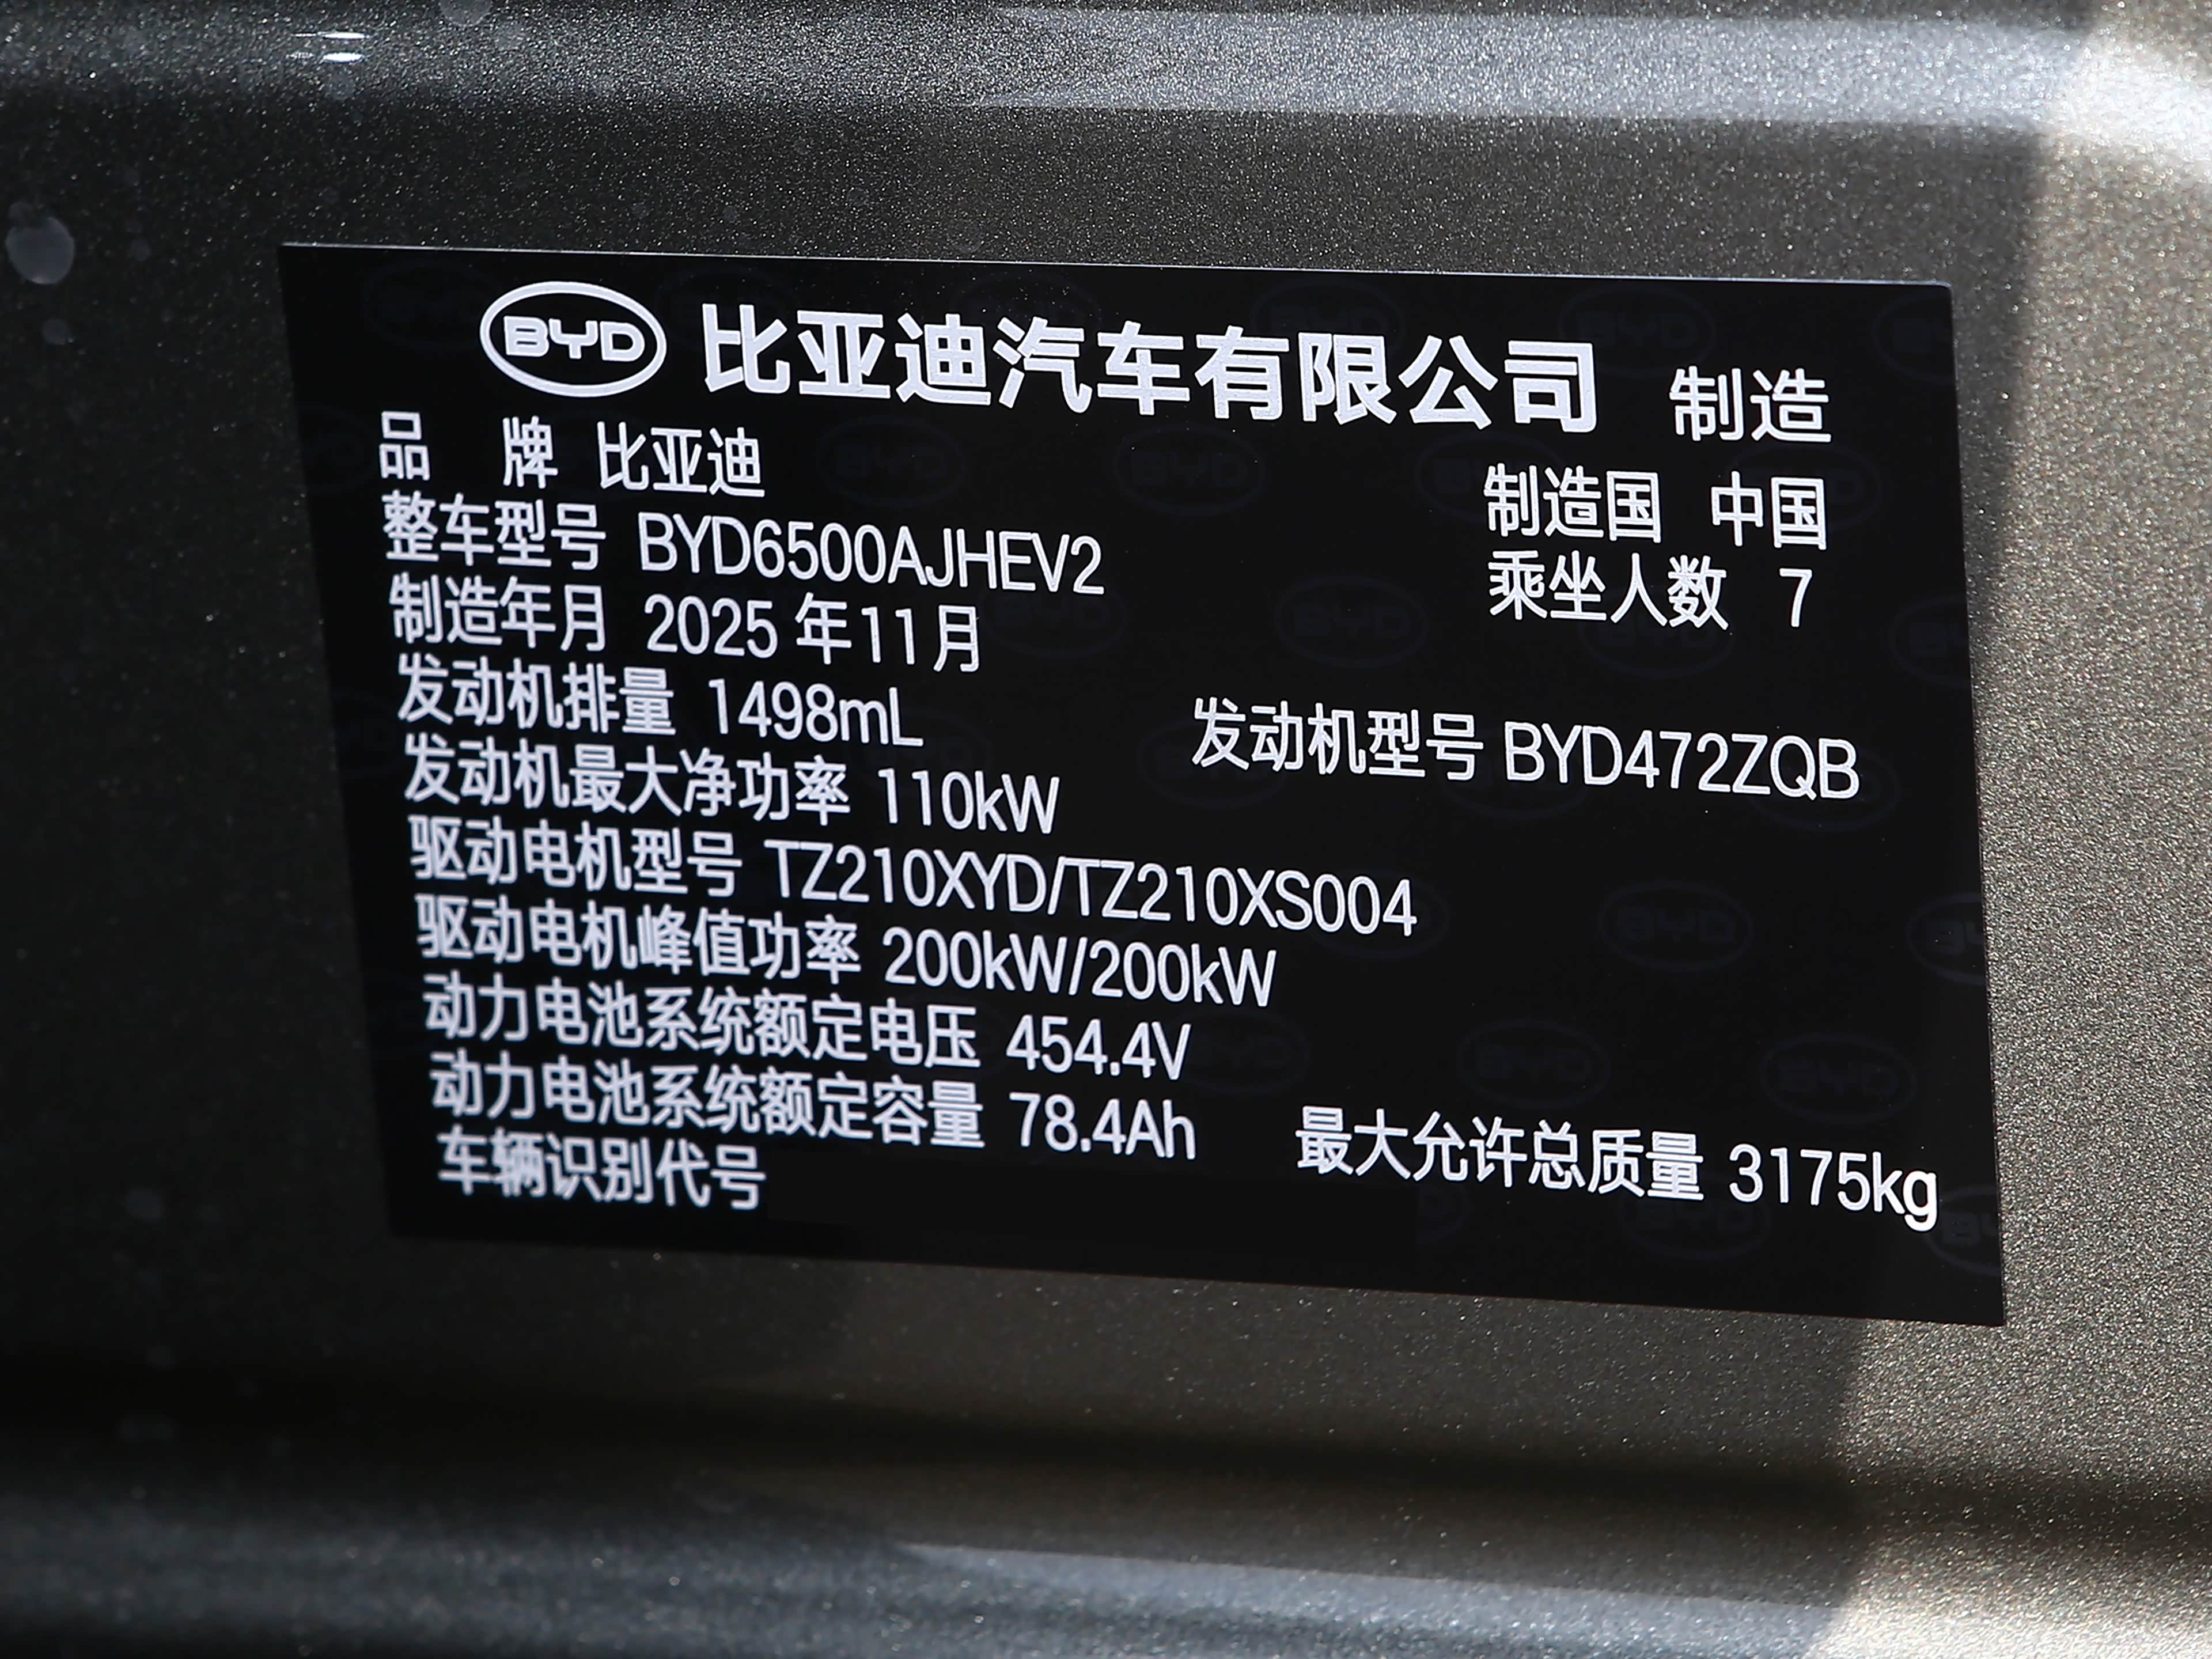 BYD 比亚迪汽车有限公司 制造
品 牌 比亚迪 制造国 中国
整车型号 BYD6500AJHEV2 乘坐人数 7
制造年月 2025 年11月
发动机排量 1498mL 发动机型号 BYD472ZQB
发动机最大净功率 110kW
驱动电机型号 TZ210XYD/TZ210XS004
驱动电机峰值功率 200kW/200kW
动力电池系统额定电压 454.4V
动力电池系统额定容量 78.4Ah 最大允许总质量 3175kg
车辆识别代号